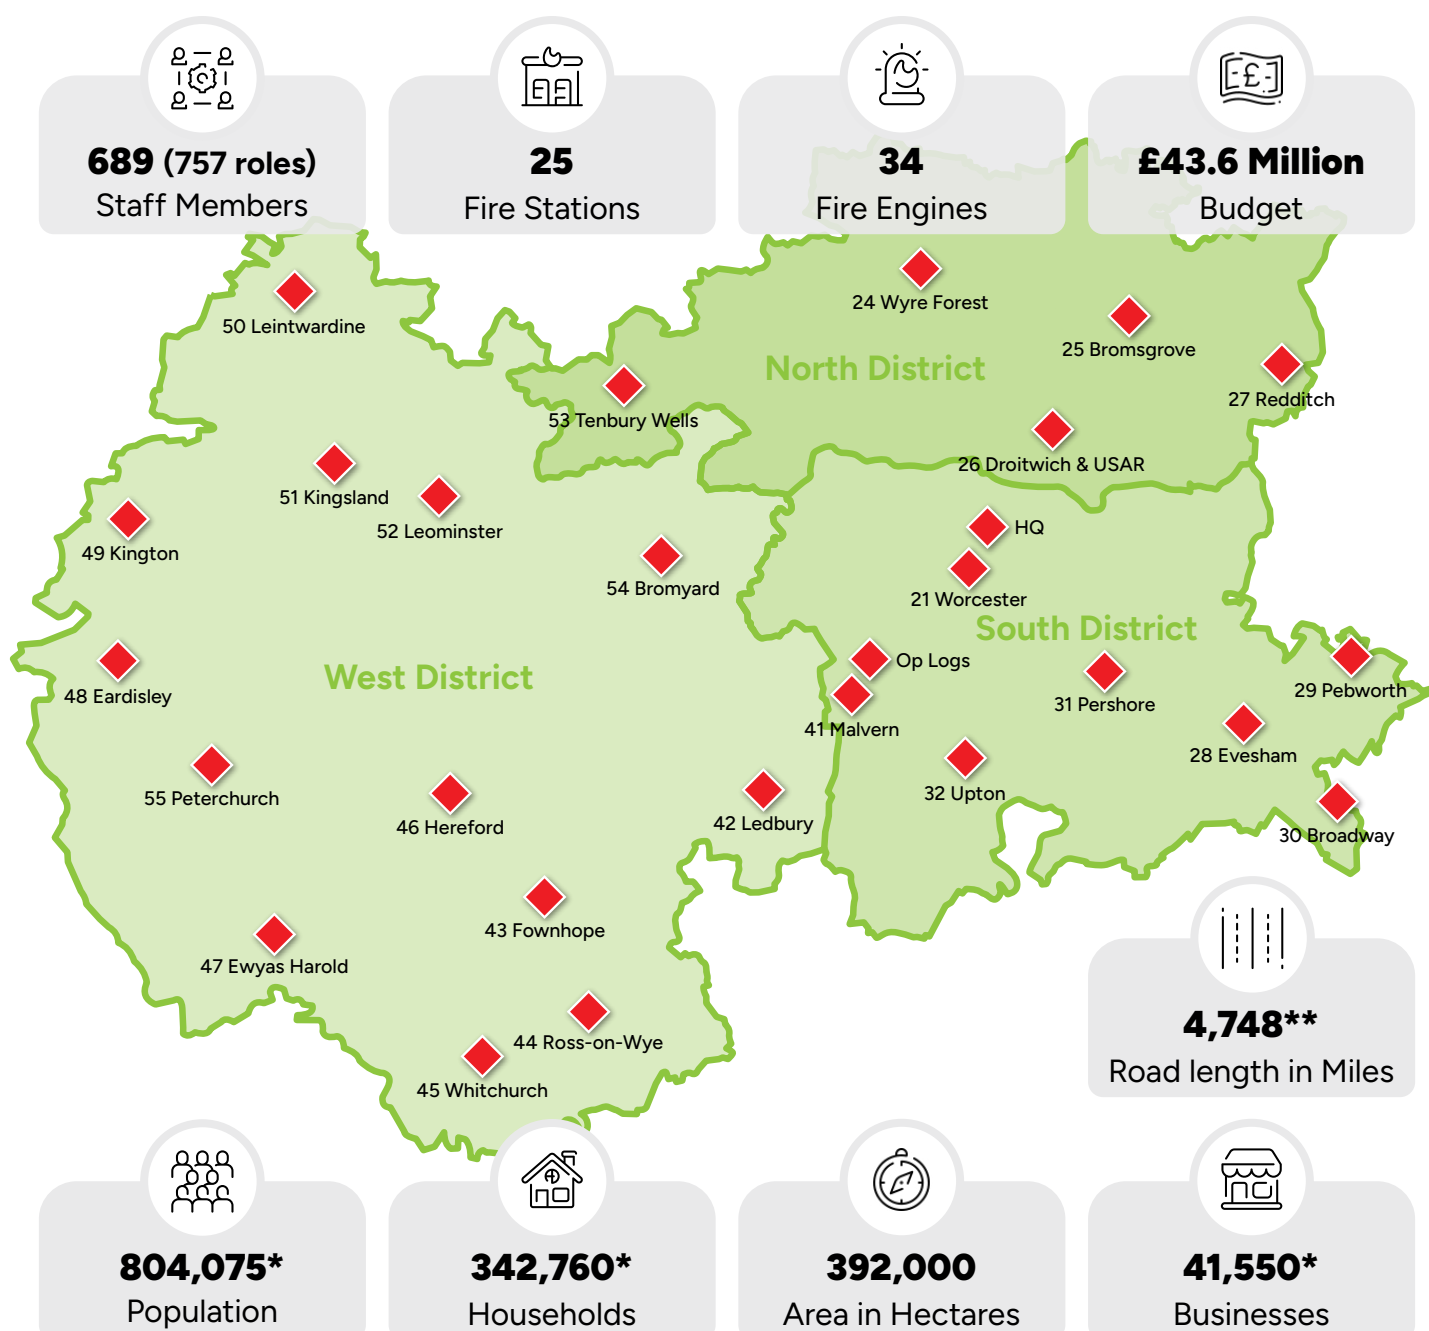 689 (757 roles)
Staff Members
25
Fire Stations
34
Fire Engines
£43.6 Million
Budget
24 Wyre Forest
50 Leintwardine
25 Bromsgrove
North District
27 Redditch
53 Tenbury Wells
26 Droitwich & USAR
51 Kingsland
52 Leominster
HQ
49 Kington
54 Bromyard
21 Worcester
South District
Op Logs
West District
48 Eardisley
29 Pebworth
31 Pershore
41 Malvern
28 Evesham
55 Peterchurch
32 Upton
46 Hereford
42 Ledbury
30 Broadway
43 Fownhope
47 Ewyas Harold
44 Ross-on-Wye
45 Whitchurch
4,748**
Road length in Miles
804,075*
Population
342,760*
Households
392,000
Area in Hectares
41,550*
Businesses